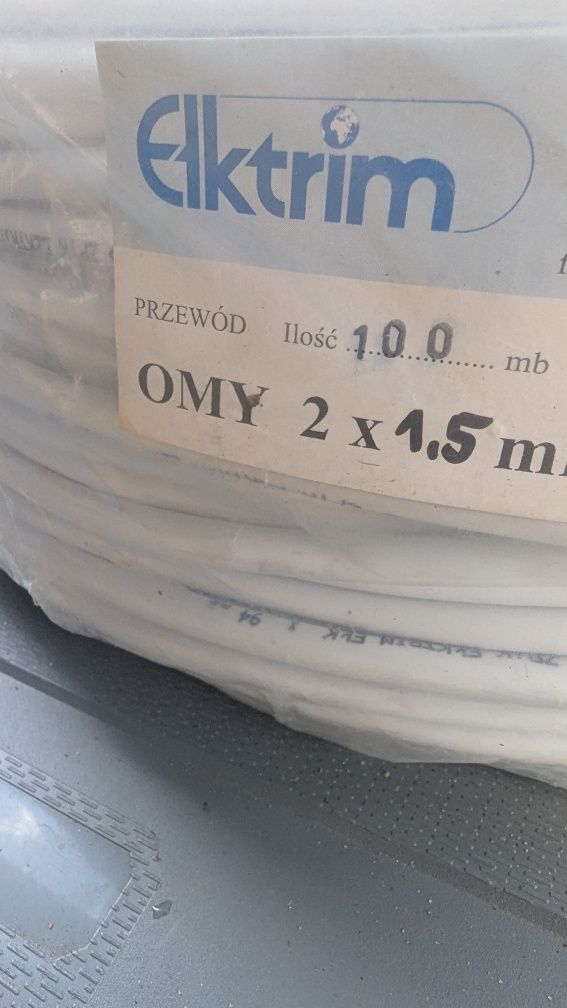 Elktrim
f
PRZEWÓD Ilość 100 mb
OMY 2 x 1.5 m